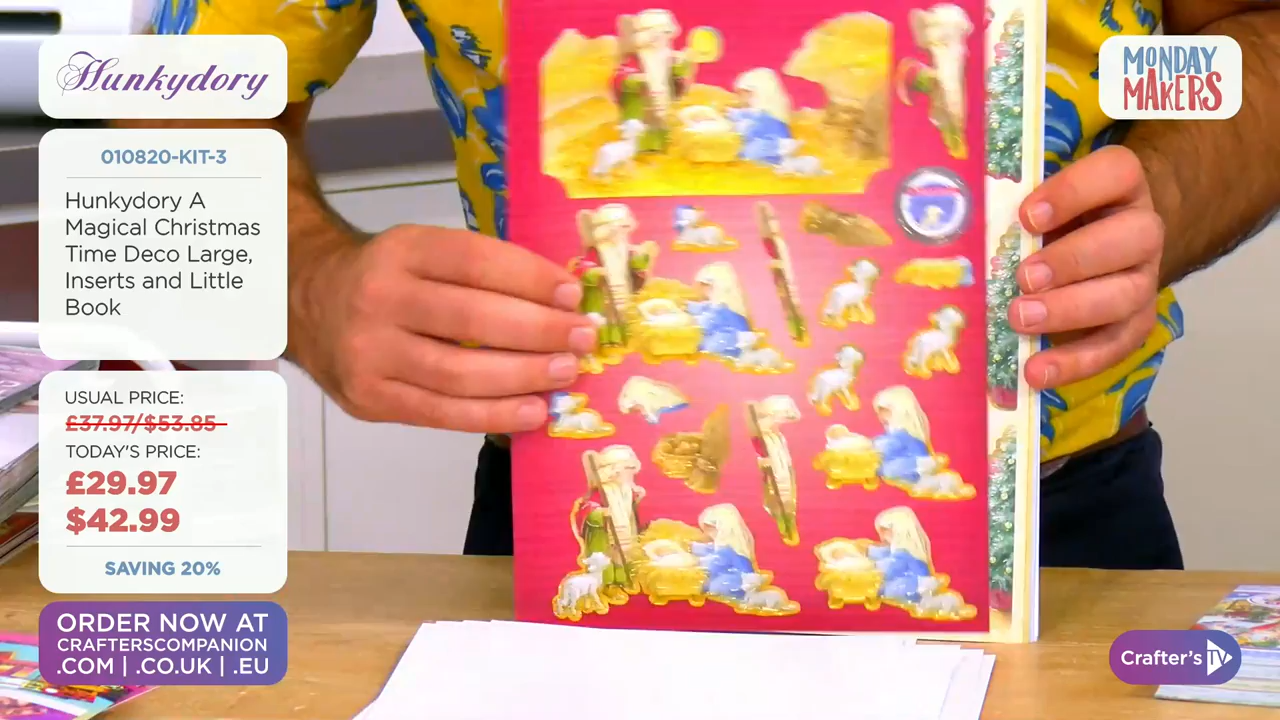 Hunkydory
010820-KIT-3
Hunkydory A
Magical Christmas
Time Deco Large,
Inserts and Little
Book
USUAL PRICE:
£37.97/$53.85
TODAY'S PRICE:
£29.97
$42.99
SAVING 20%
ORDER NOW AT
CRAFTERSCOMPANION
.COM | .CO.UK | .EU
MONDAY
MAKERS
Crafter's TV